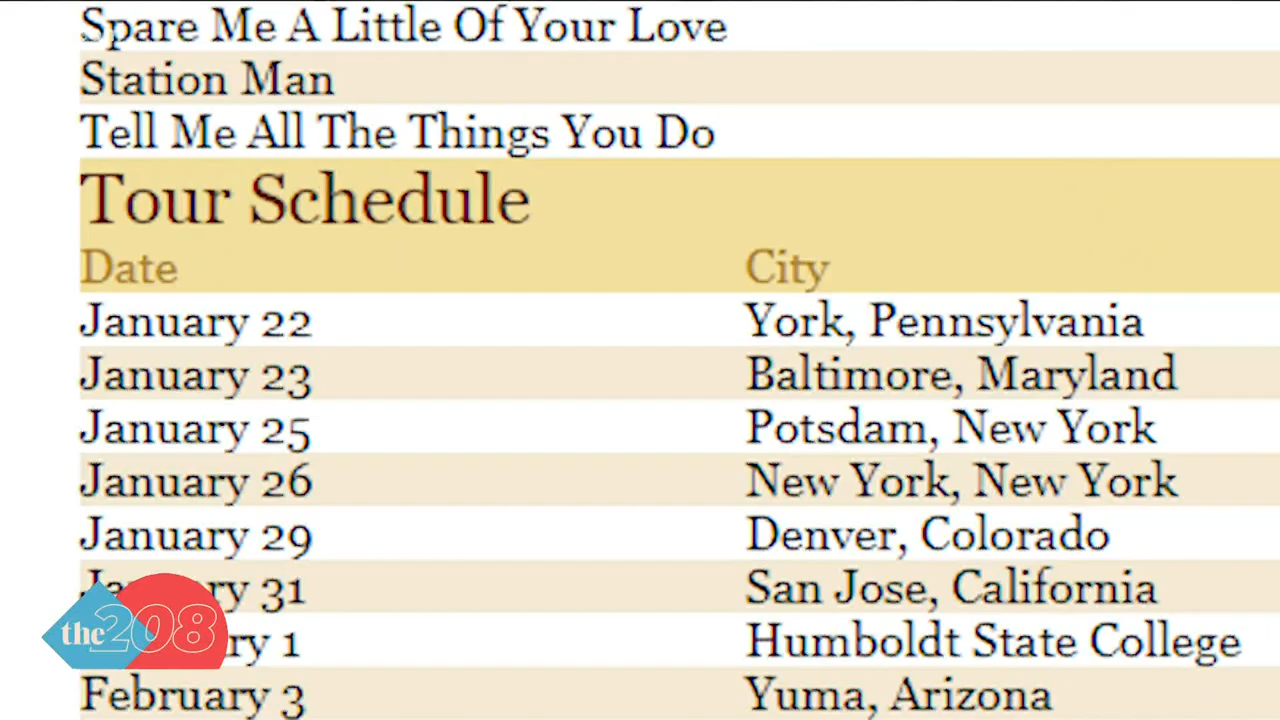 Spare Me A Little Of Your Love
Station Man
Tell Me All The Things You Do
Tour Schedule
Date City
January 22 York, Pennsylvania
January 23 Baltimore, Maryland
January 25 Potsdam, New York
January 26 New York, New York
January 29 Denver, Colorado
31 San Jose, California
1 Humboldt State College
February 3 Yuma, Arizona
the 208